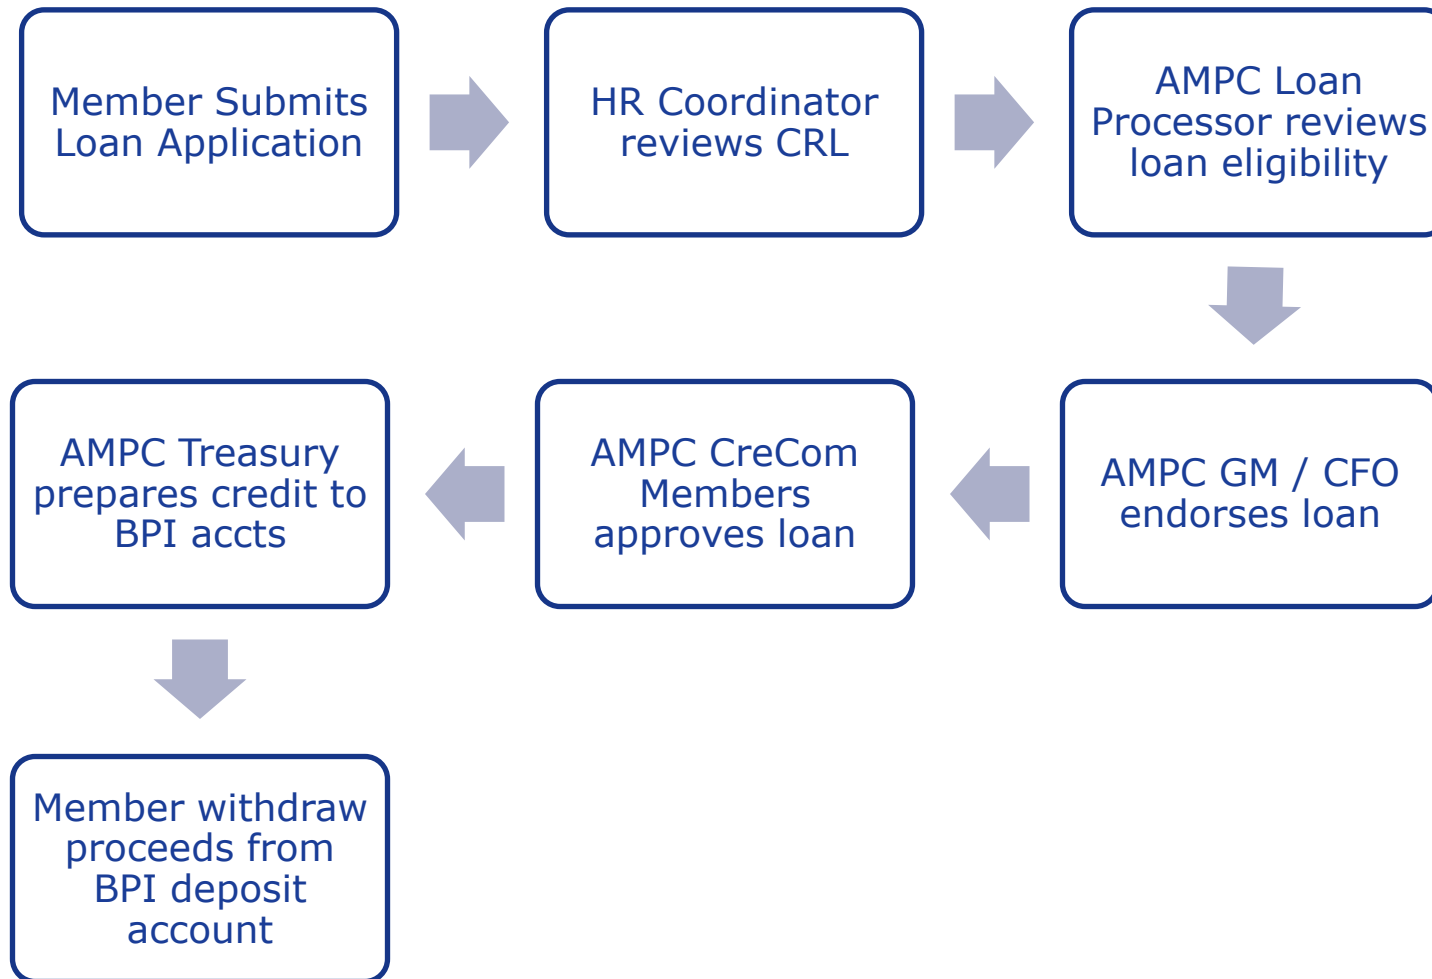 Member Submits
Loan Application
HR Coordinator
reviews CRL
AMPC Loan
Processor reviews
loan eligibility
AMPC GM / CFO
endorses loan
AMPC CreCom
Members
approves loan
AMPC Treasury
prepares credit to
BPI accts
Member withdraw
proceeds from
BPI deposit
account